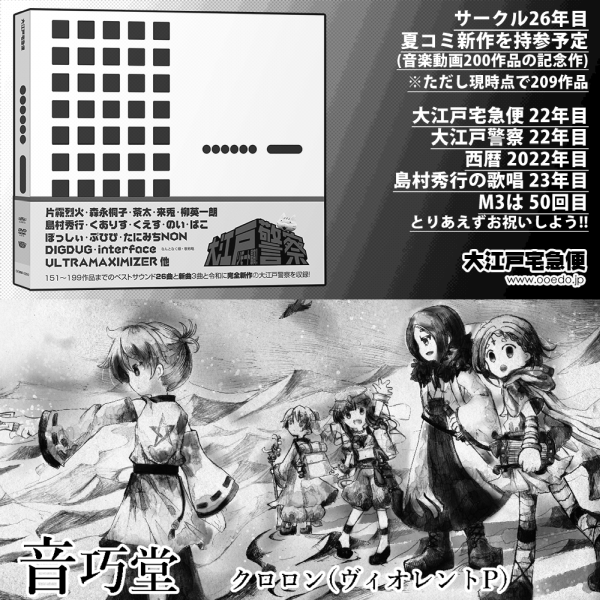 大江戸宅急便
サークル26年目
夏コミ新作を持参予定
(音楽動画200作品の記念作)
※ただし現時点で209作品
大江戸宅急便 22年目
大江戸警察 22年目
西暦 2022年目
島村秀行の歌唱 23年目
M3は 50回目
とりあえずお祝いしよう!!
大江戸宅急便
www.ooedo.jp
片霧烈火・森永桐子・茶太・来兎・柳英一朗
島村秀行・くありず・くえす・のい・ぱこ
ぼっしぃ・ぷひひ・たにみちNON
DIGDUG・interface
ULTRAMAXIMIZER 他
大江戸警察
151〜199作品までのベストサウンド26曲と新曲3曲と令和に完全新作の大江戸警察を収録!
音巧堂
クロロン(ヴィオレントP)